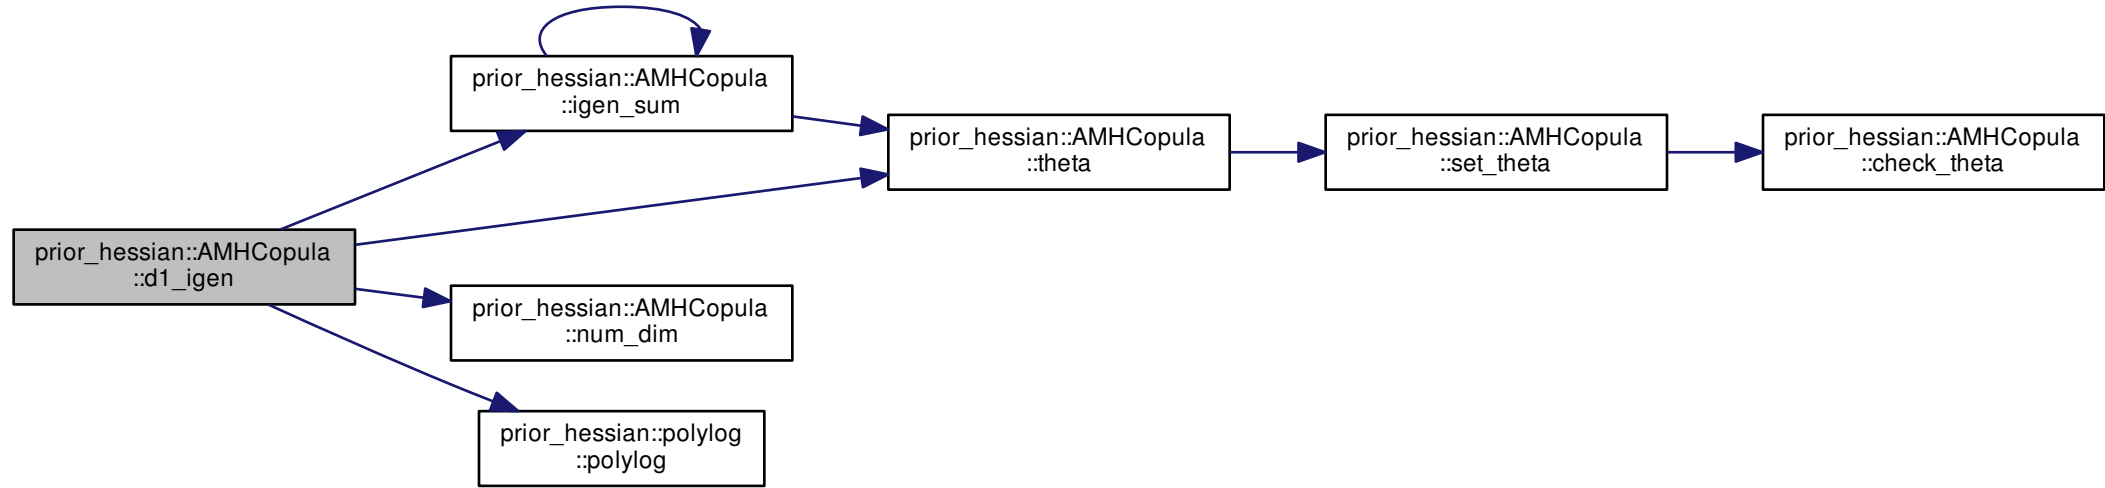 prior_hessian::AMHCopula
::igen_sum
prior_hessian::AMHCopula
::theta
prior_hessian::AMHCopula
::set_theta
prior_hessian::AMHCopula
::check_theta
prior_hessian::AMHCopula
::d1_igen
prior_hessian::AMHCopula
::num_dim
prior_hessian::polylog
::polylog